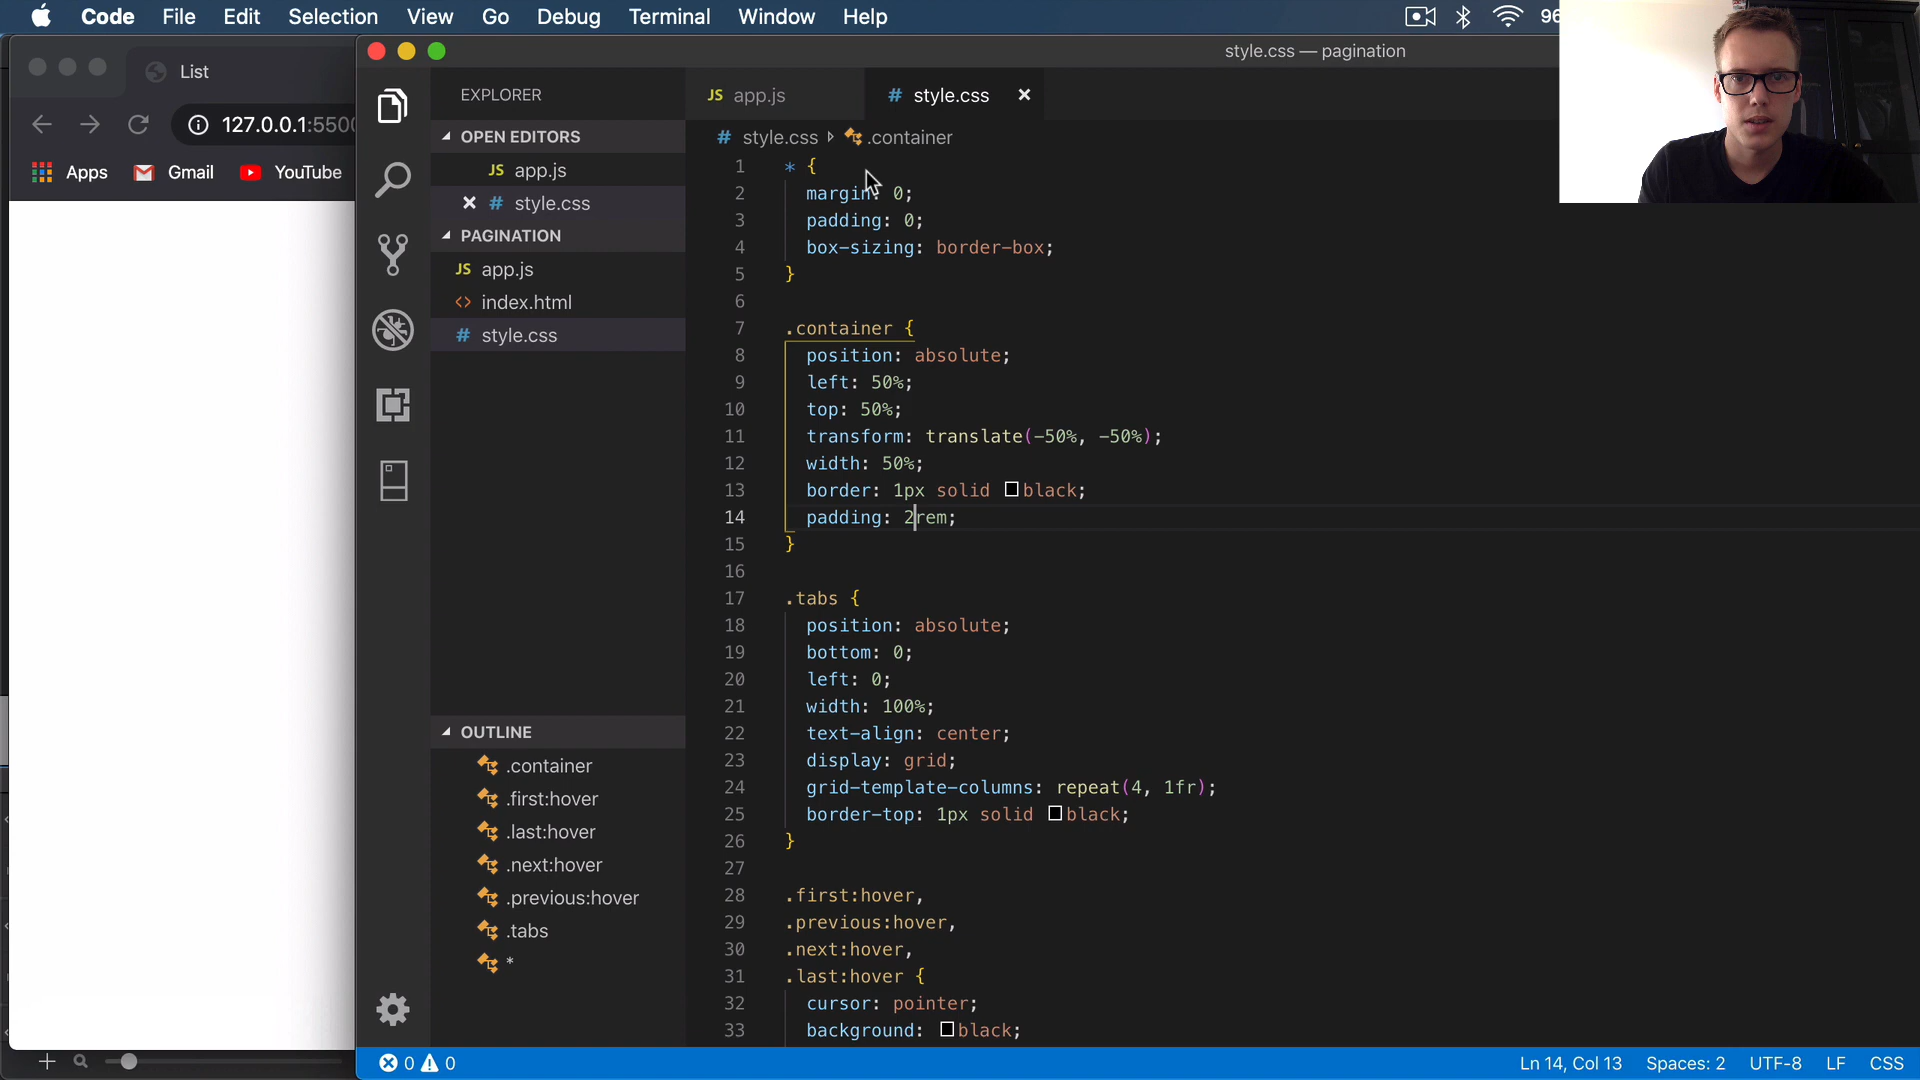 Code File Edit Selection View Go Debug Terminal Window Help
List
127.0.0.1:550
Apps Gmail YouTube
style.css — pagination
EXPLORER
OPEN EDITORS
JS app.js
# style.css
PAGINATION
JS app.js
<> index.html
# style.css
OUTLINE
.container
.first:hover
.last:hover
.next:hover
.previous:hover
.tabs
*
JS app.js
# style.css
# style.css .container
1 * {
2 margin: 0;
3 padding: 0;
4 box-sizing: border-box;
5 }
6
7 .container {
8 position: absolute;
9 left: 50%;
10 top: 50%;
11 transform: translate(-50%, -50%);
12 width: 50%;
13 border: 1px solid black;
14 padding: 2rem;
15 }
16
17 .tabs {
18 position: absolute;
19 bottom: 0;
20 left: 0;
21 width: 100%;
22 text-align: center;
23 display: grid;
24 grid-template-columns: repeat(4, 1fr);
25 border-top: 1px solid black;
26 }
27
28 .first:hover,
29 .previous:hover,
30 .next:hover,
31 .last:hover {
32 cursor: pointer;
33 background: black;
0 0
Ln 14, Col 13 Spaces: 2 UTF-8 LF CSS